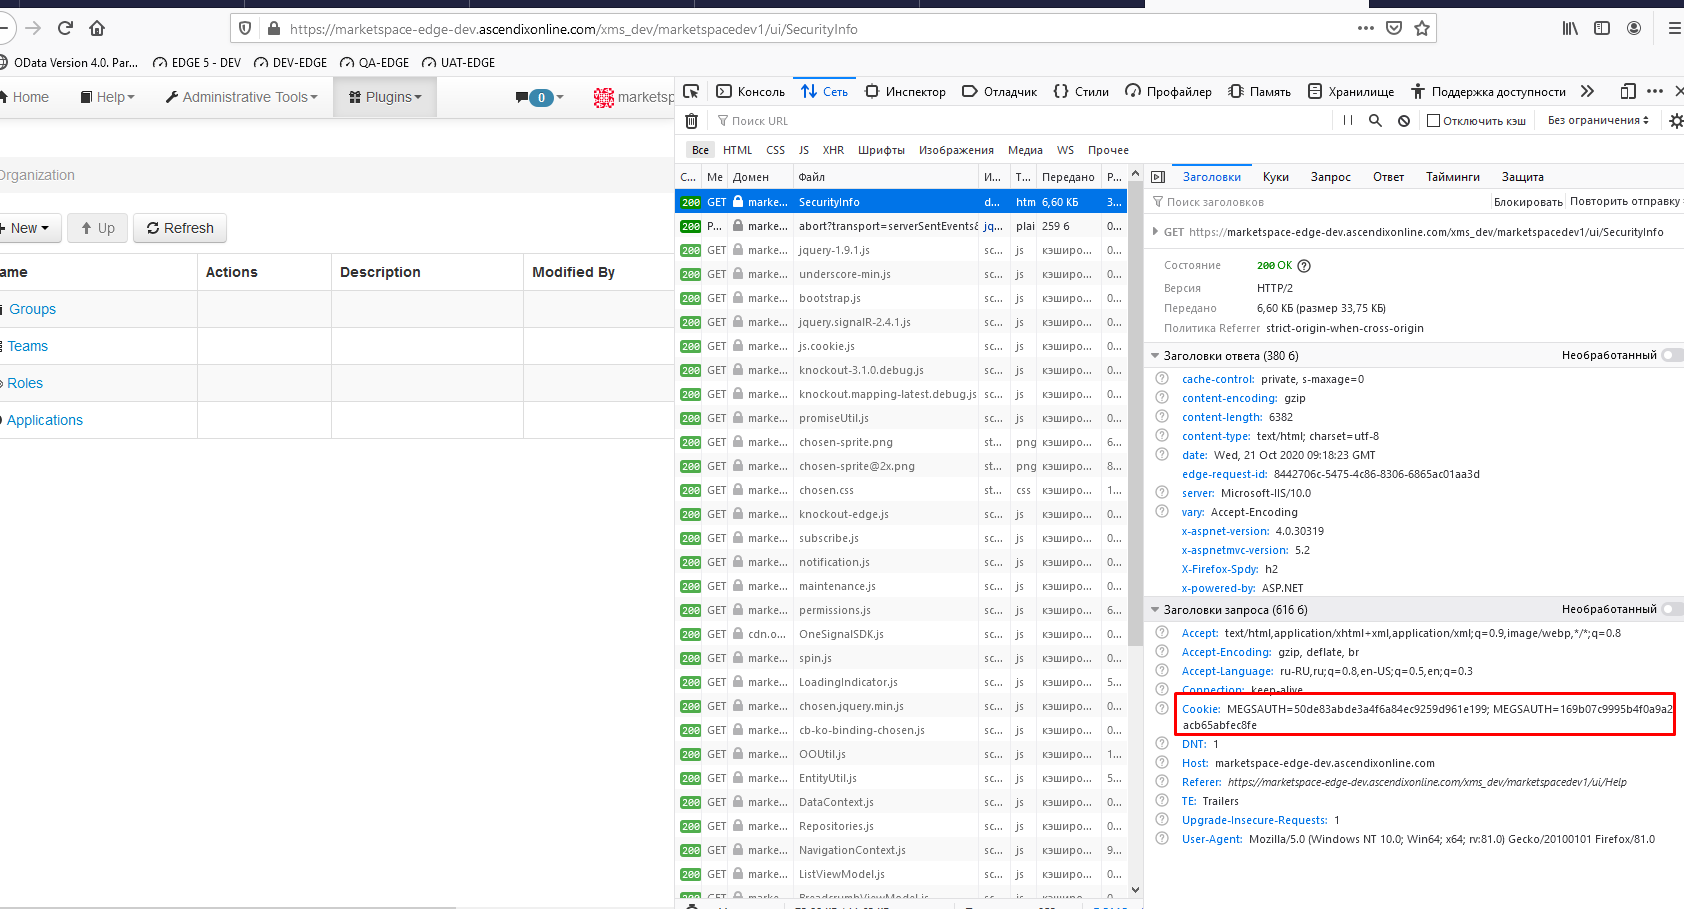 https://marketspace-edge-dev.ascendixonline.com/xms_dev/marketspacedev1/ui/SecurityInfo
OData Version 4.0. Par... EDGE 5 - DEV DEV-EDGE QA-EDGE UAT-EDGE
Home Help Administrative Tools Plugins 0 marketsp
Organization
New Up Refresh
ame Actions Description Modified By
Groups
Teams
Roles
Applications
Консоль Сеть Инспектор Отладчик Стили Профайлер Память Хранилище Поддержка доступности
Поиск URL Отключить кэш Без ограничения
Все HTML CSS JS XHR Шрифты Изображения Медиа WS Прочее
С... Ме Домен Файл И... Т... Передано Р...
200 GET marke... SecurityInfo d... htm 6,60 КБ 3...
200 P... marke... abort?transport=serverSentEvents& jq... plai 259 б 0...
200 GET marke... jquery-1.9.1.js sc... js кэширо... 0...
200 GET marke... underscore-min.js sc... js кэширо... 0...
200 GET marke... bootstrap.js sc... js кэширо... 0...
200 GET marke... jquery.signalR-2.4.1.js sc... js кэширо... 0...
200 GET marke... js.cookie.js sc... js кэширо... 0...
200 GET marke... knockout-3.1.0.debug.js sc... js кэширо... 0...
200 GET marke... knockout.mapping-latest.debug.js sc... js кэширо... 0...
200 GET marke... promiseUtil.js sc... js кэширо... 0...
200 GET marke... chosen-sprite.png st... png кэширо... 6...
200 GET marke... chosen-sprite@2x.png st... png кэширо... 8...
200 GET marke... chosen.css st... css кэширо... 1...
200 GET marke... knockout-edge.js sc... js кэширо... 0...
200 GET marke... subscribe.js sc... js кэширо... 0...
200 GET marke... notification.js sc... js кэширо... 0...
200 GET marke... maintenance.js sc... js кэширо... 0...
200 GET marke... permissions.js sc... js кэширо... 6...
200 GET cdn.o... OneSignalSDK.js sc... js кэширо... 0...
200 GET marke... spin.js sc... js кэширо... 0...
200 GET marke... LoadingIndicator.js sc... js кэширо... 5...
200 GET marke... chosen.jquery.min.js sc... js кэширо... 0...
200 GET marke... cb-ko-binding-chosen.js sc... js кэширо... 0...
200 GET marke... OOUtil.js sc... js кэширо... 1...
200 GET marke... EntityUtil.js sc... js кэширо... 5...
200 GET marke... DataContext.js sc... js кэширо... 0...
200 GET marke... Repositories.js sc... js кэширо... 0...
200 GET marke... NavigationContext.js sc... js кэширо... 9...
200 GET marke... ListViewModel.js sc... js кэширо... 0...
200 GET marke... BreadcrumbViewModel.js sc... js кэширо... 0...
Заголовки Куки Запрос Ответ Тайминги Защита
Поиск заголовков Блокировать Повторить отправку
GET https://marketspace-edge-dev.ascendixonline.com/xms_dev/marketspacedev1/ui/SecurityInfo
Состояние 200 OK
Версия HTTP/2
Передано 6,60 КБ (размер 33,75 КБ)
Политика Referrer strict-origin-when-cross-origin
Заголовки ответа (380 б) Необработанный
cache-control: private, s-maxage=0
content-encoding: gzip
content-length: 6382
content-type: text/html; charset=utf-8
date: Wed, 21 Oct 2020 09:18:23 GMT
edge-request-id: 8442706c-5475-4c86-8306-6865ac01aa3d
server: Microsoft-IIS/10.0
vary: Accept-Encoding
x-aspnet-version: 4.0.30319
x-aspnetmvc-version: 5.2
X-Firefox-Spdy: h2
x-powered-by: ASP.NET
Заголовки запроса (616 б) Необработанный
Accept: text/html,application/xhtml+xml,application/xml;q=0.9,image/webp,*/*;q=0.8
Accept-Encoding: gzip, deflate, br
Accept-Language: ru-RU,ru;q=0.8,en-US;q=0.5,en;q=0.3
Connection: keep-alive
Cookie: MEGSAUTH=50de83abde3a4f6a84ec9259d961e199; MEGSAUTH=169b07c9995b4f0a9a2
acb65abfec8fe
DNT: 1
Host: marketspace-edge-dev.ascendixonline.com
Referer: https://marketspace-edge-dev.ascendixonline.com/xms_dev/marketspacedev1/ui/Help
TE: Trailers
Upgrade-Insecure-Requests: 1
User-Agent: Mozilla/5.0 (Windows NT 10.0; Win64; x64; rv:81.0) Gecko/20100101 Firefox/81.0